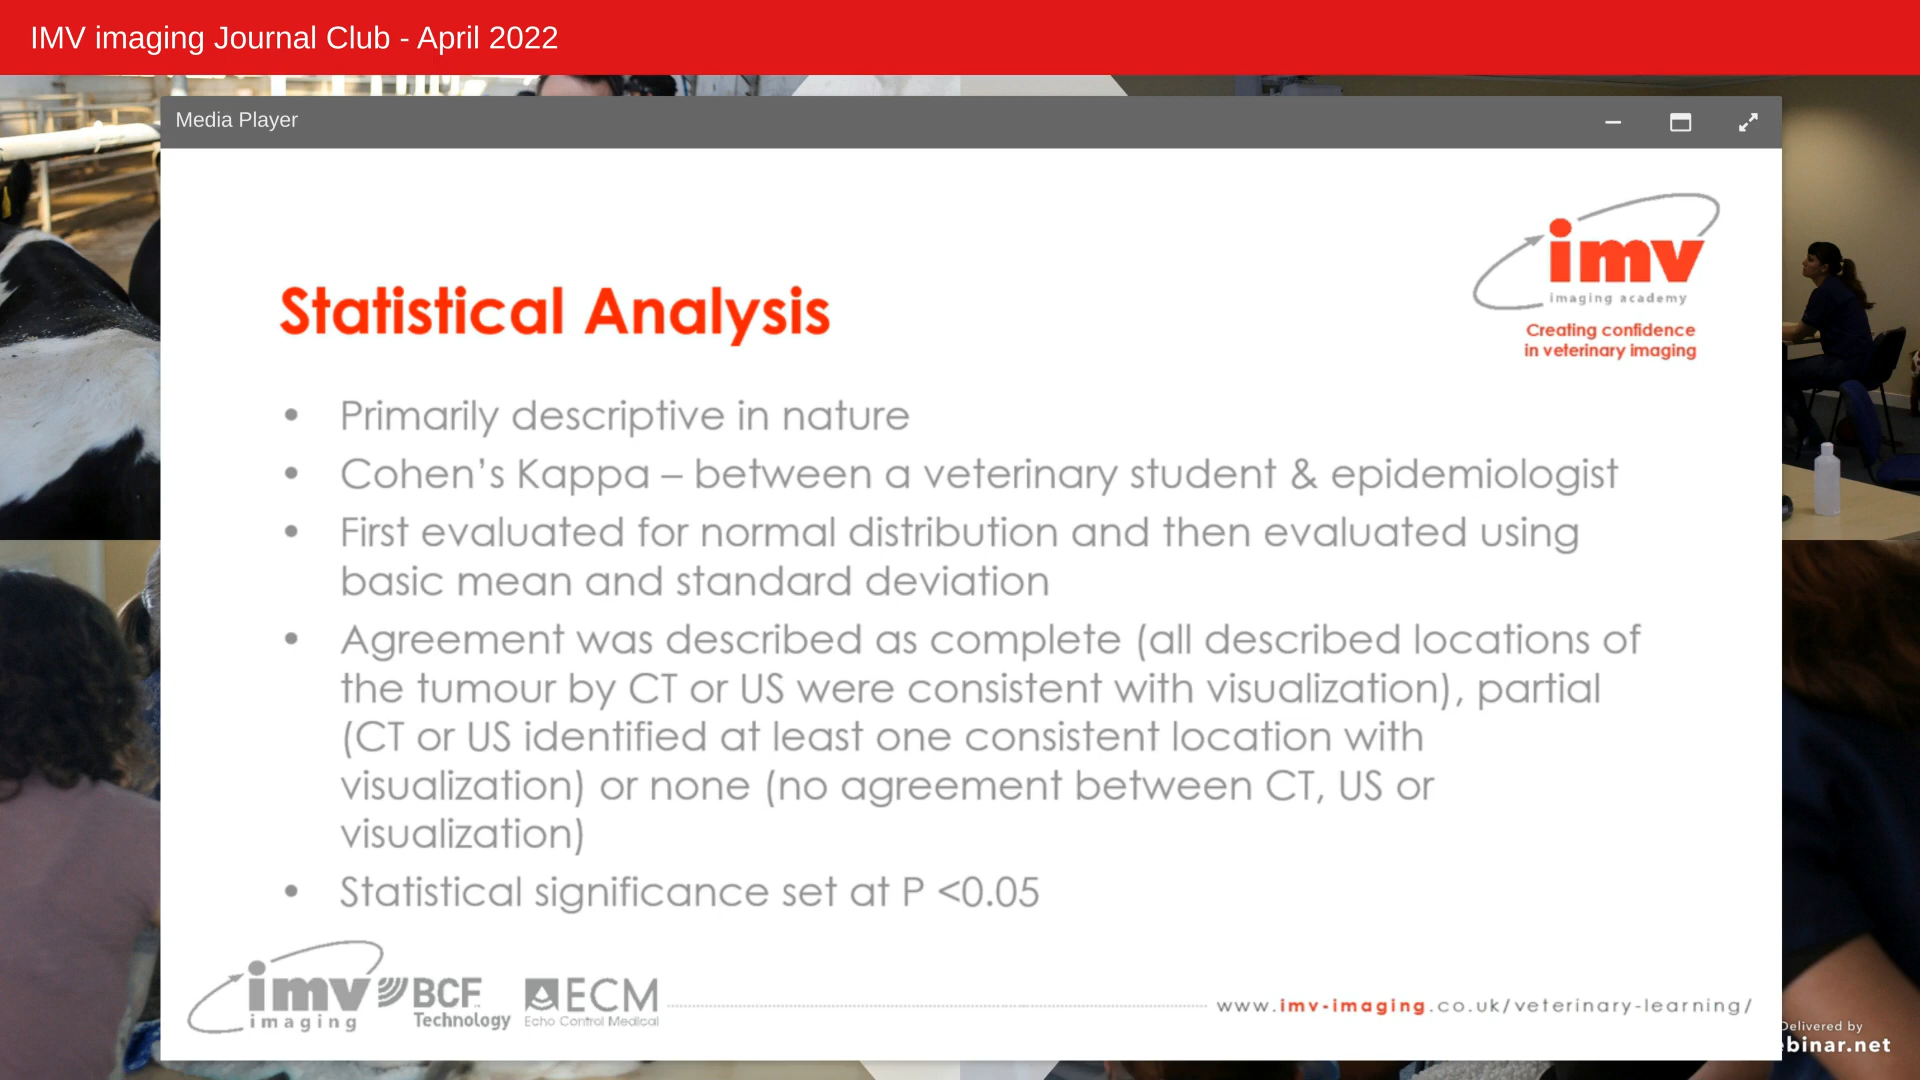 IMV imaging Journal Club - April 2022
Media Player
imv
imaging academy
Creating confidence
in veterinary imaging
Statistical Analysis
• Primarily descriptive in nature
• Cohen's Kappa – between a veterinary student & epidemiologist
• First evaluated for normal distribution and then evaluated using
basic mean and standard deviation
• Agreement was described as complete (all described locations of
the tumour by CT or US were consistent with visualization), partial
(CT or US identified at least one consistent location with
visualization) or none (no agreement between CT, US or
visualization)
• Statistical significance set at P <0.05
imv
imaging
BCF
Technology
ECM
Echo Control Medical
www.imv-imaging.co.uk/veterinary-learning/
Delivered by
ebinar.net